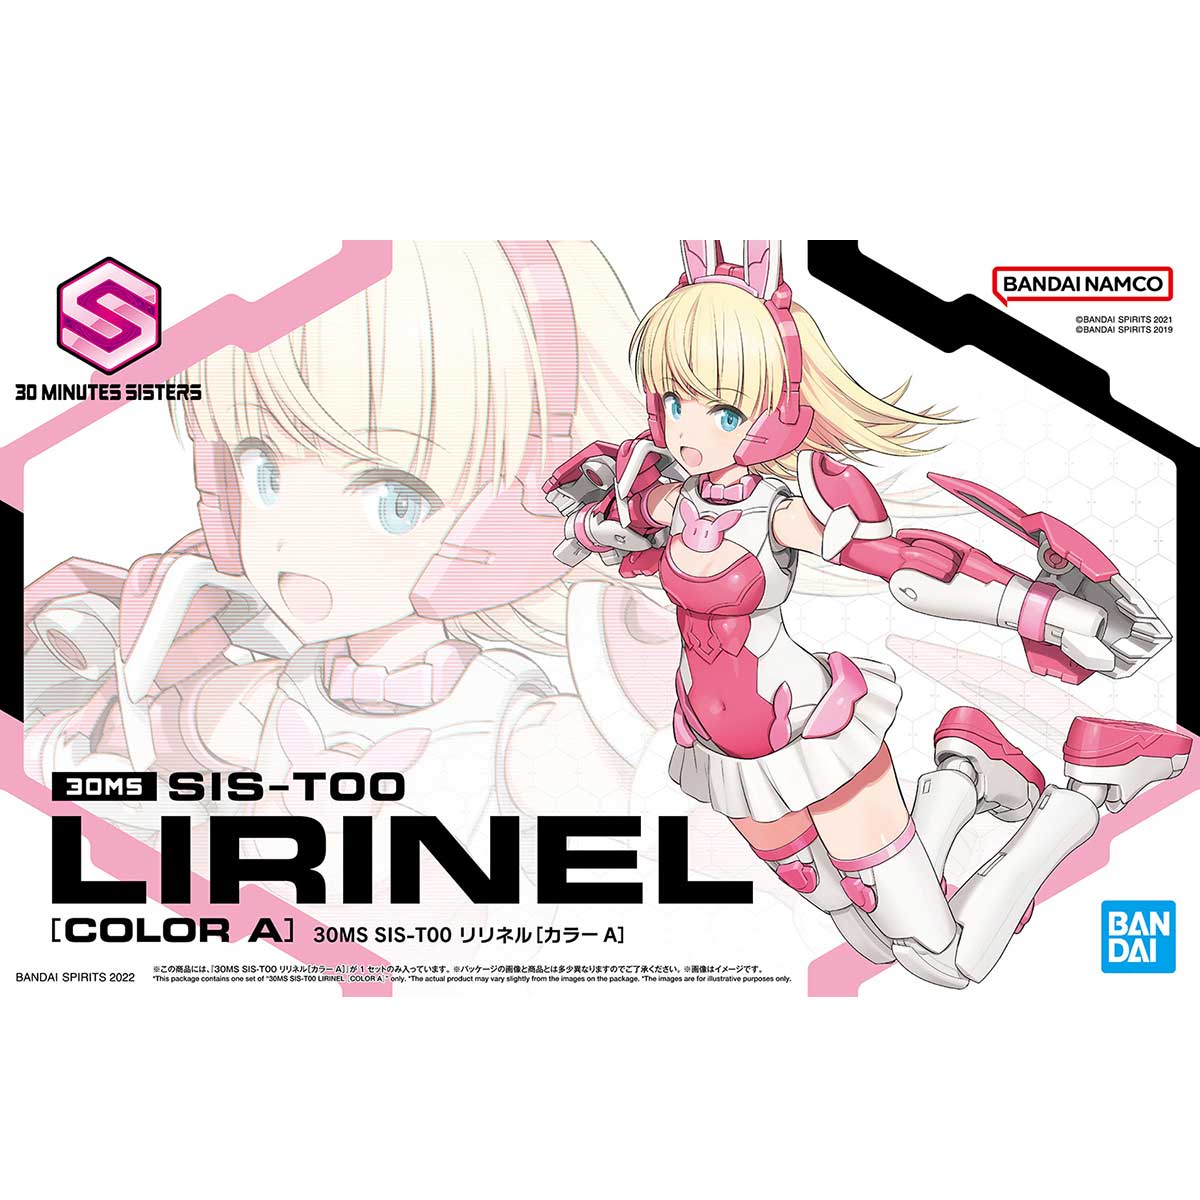 S
30 MINUTES SISTERS
BANDAI NAMCO
©BANDAI SPIRITS 2021
©BANDAI SPIRITS 2019
30MS SIS-T00
LIRINEL
[COLOR A] 30MS SIS-T00 リリネル[カラー A]
BANDAI SPIRITS 2022
※この商品には、「30MS SIS-T00 リリネル[カラーA]」が1セットのみ入っています。※パッケージの画像と商品とは多少異なりますのでご了承ください。※画像はイメージです。
*This package contains one set of "30MS SIS-T00 LIRINEL [COLOR A]" only. *The actual product may vary slightly from the images on the package. *The images are for illustrative purposes only.
BAN
DAI